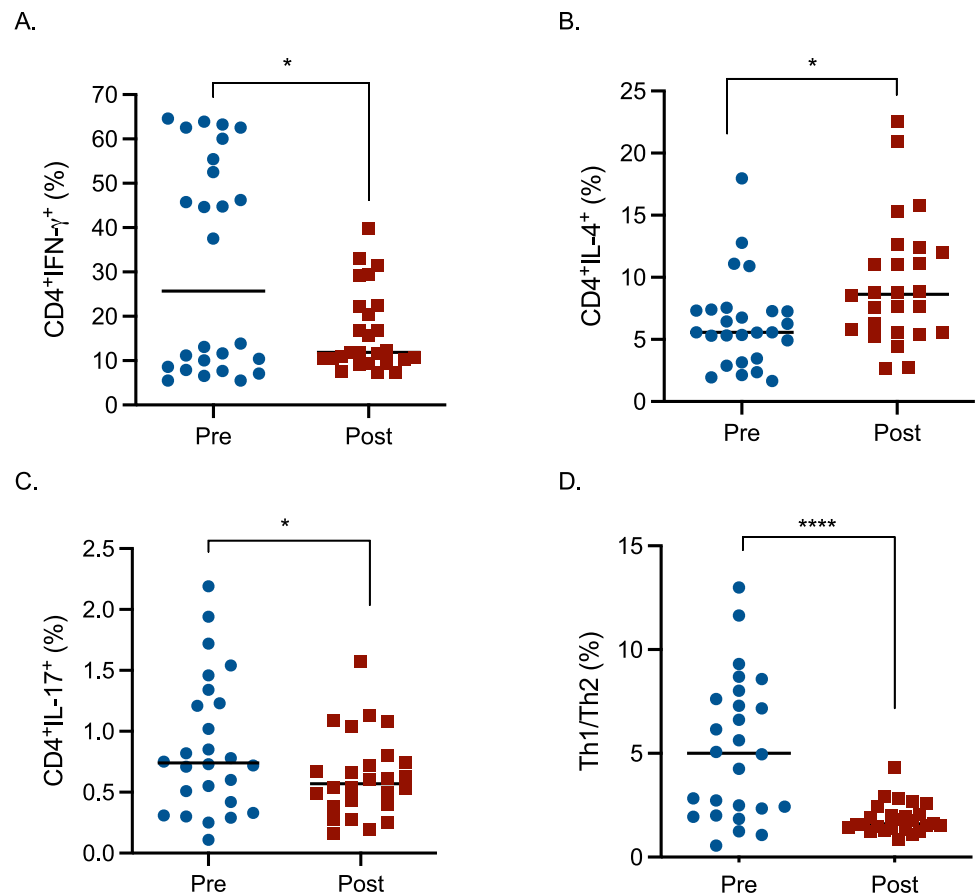 A.
*
CD4⁺IFN-γ⁺ (%)
70
60
50
40
30
20
10
0
Pre
Post
B.
*
CD4⁺IL-4⁺ (%)
25
20
15
10
5
0
Pre
Post
C.
*
CD4⁺IL-17⁺ (%)
2.5
2.0
1.5
1.0
0.5
0.0
Pre
Post
D.
****
Th1/Th2 (%)
15
10
5
0
Pre
Post